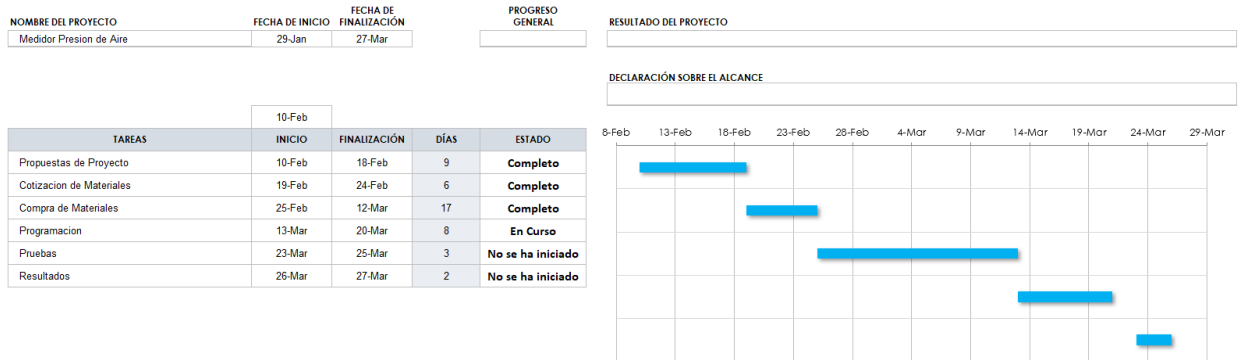 NOMBRE DEL PROYECTO FECHA DE INICIO FECHA DE FINALIZACIÓN PROGRESO GENERAL RESULTADO DEL PROYECTO
Medidor Presion de Aire 29-Jan 27-Mar
DECLARACIÓN SOBRE EL ALCANCE
10-Feb
TAREAS INICIO FINALIZACIÓN DÍAS ESTADO
8-Feb 13-Feb 18-Feb 23-Feb 28-Feb 4-Mar 9-Mar 14-Mar 19-Mar 24-Mar 29-Mar
Propuestas de Proyecto 10-Feb 18-Feb 9 Completo
Cotizacion de Materiales 19-Feb 24-Feb 6 Completo
Compra de Materiales 25-Feb 12-Mar 17 Completo
Programacion 13-Mar 20-Mar 8 En Curso
Pruebas 23-Mar 25-Mar 3 No se ha iniciado
Resultados 26-Mar 27-Mar 2 No se ha iniciado